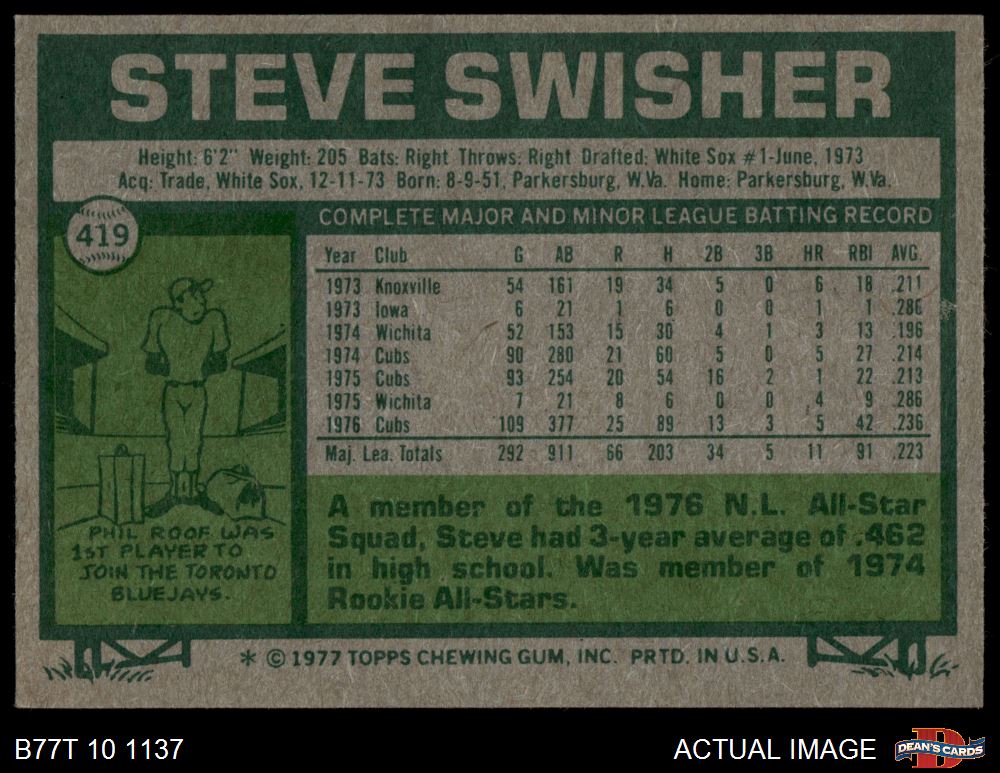 STEVE SWISHER
Height: 6'2" Weight: 205 Bats: Right Throws: Right Drafted: White Sox #1-June, 1973
Acq: Trade, White Sox, 12-11-73 Born: 8-9-51, Parkersburg, W.Va. Home: Parkersburg, W.Va.
419
COMPLETE MAJOR AND MINOR LEAGUE BATTING RECORD
Year Club G AB R H 2B 3B HR RBI AVG.
1973 Knoxville 54 161 19 34 5 0 6 18 .211
1973 Iowa 6 21 1 6 0 0 1 1 .286
1974 Wichita 52 153 15 30 4 1 3 13 .196
1974 Cubs 90 280 21 60 5 0 5 27 .214
1975 Cubs 93 254 20 54 16 2 1 22 .213
1975 Wichita 7 21 8 6 0 0 4 9 .286
1976 Cubs 109 377 25 89 13 3 5 42 .236
Maj. Lea. Totals 292 911 66 203 34 5 11 91 .223
PHIL ROOF WAS
1ST PLAYER TO
JOIN THE TORONTO
BLUEJAYS.
A member of the 1976 N.L. All-Star
Squad, Steve had 3-year average of .462
in high school. Was member of 1974
Rookie All-Stars.
* © 1977 TOPPS CHEWING GUM, INC. PRTD. IN U.S.A.
B77T 10 1137
ACTUAL IMAGE
D
DEAN'S CARDS